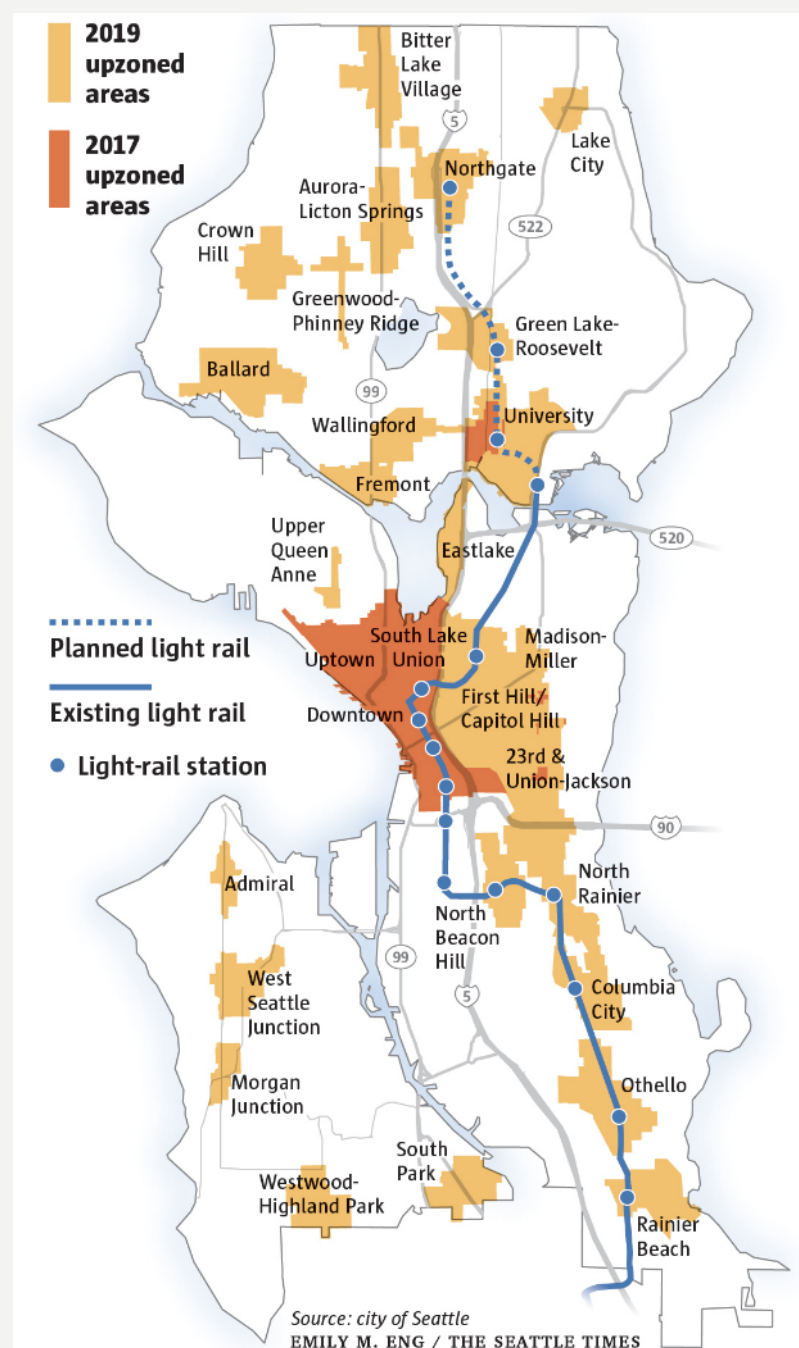 2019
upzoned
areas
2017
upzoned
areas
Bitter
Lake
Village
5
Lake
City
Northgate
Aurora-
Licton Springs
Crown
Hill
522
Greenwood-
Phinney Ridge
Green Lake-
Roosevelt
Ballard
99
Wallingford
University
Fremont
Upper
Queen
Anne
Eastlake
520
Planned light rail
Existing light rail
Light-rail station
South Lake
Union
Uptown
Madison-
Miller
First Hill/
Capitol Hill
Downtown
23rd &
Union-Jackson
90
Admiral
North
Rainier
North
Beacon
Hill
99
5
West
Seattle
Junction
Columbia
City
Morgan
Junction
Othello
South
Park
Westwood-
Highland Park
Rainier
Beach
Source: city of Seattle
EMILY M. ENG / THE SEATTLE TIMES